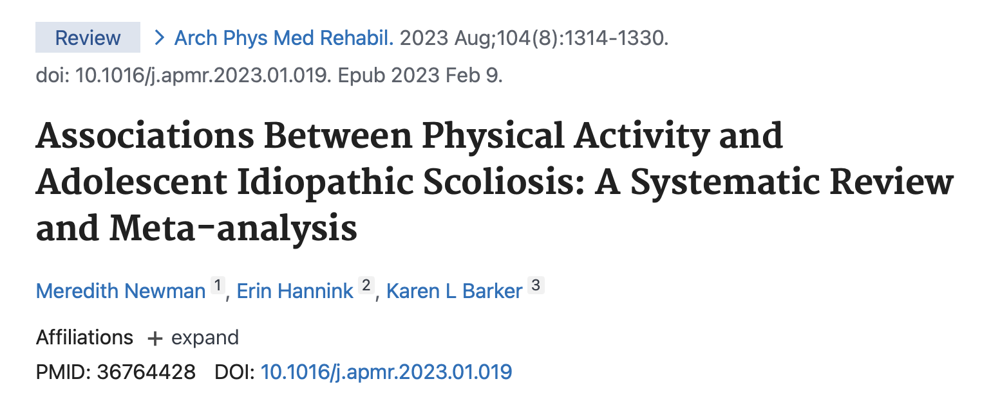 Review > Arch Phys Med Rehabil. 2023 Aug;104(8):1314-1330.
doi: 10.1016/j.apmr.2023.01.019. Epub 2023 Feb 9.
Associations Between Physical Activity and
Adolescent Idiopathic Scoliosis: A Systematic Review
and Meta-analysis
Meredith Newman 1, Erin Hannink 2, Karen L Barker 3
Affiliations + expand
PMID: 36764428 DOI: 10.1016/j.apmr.2023.01.019